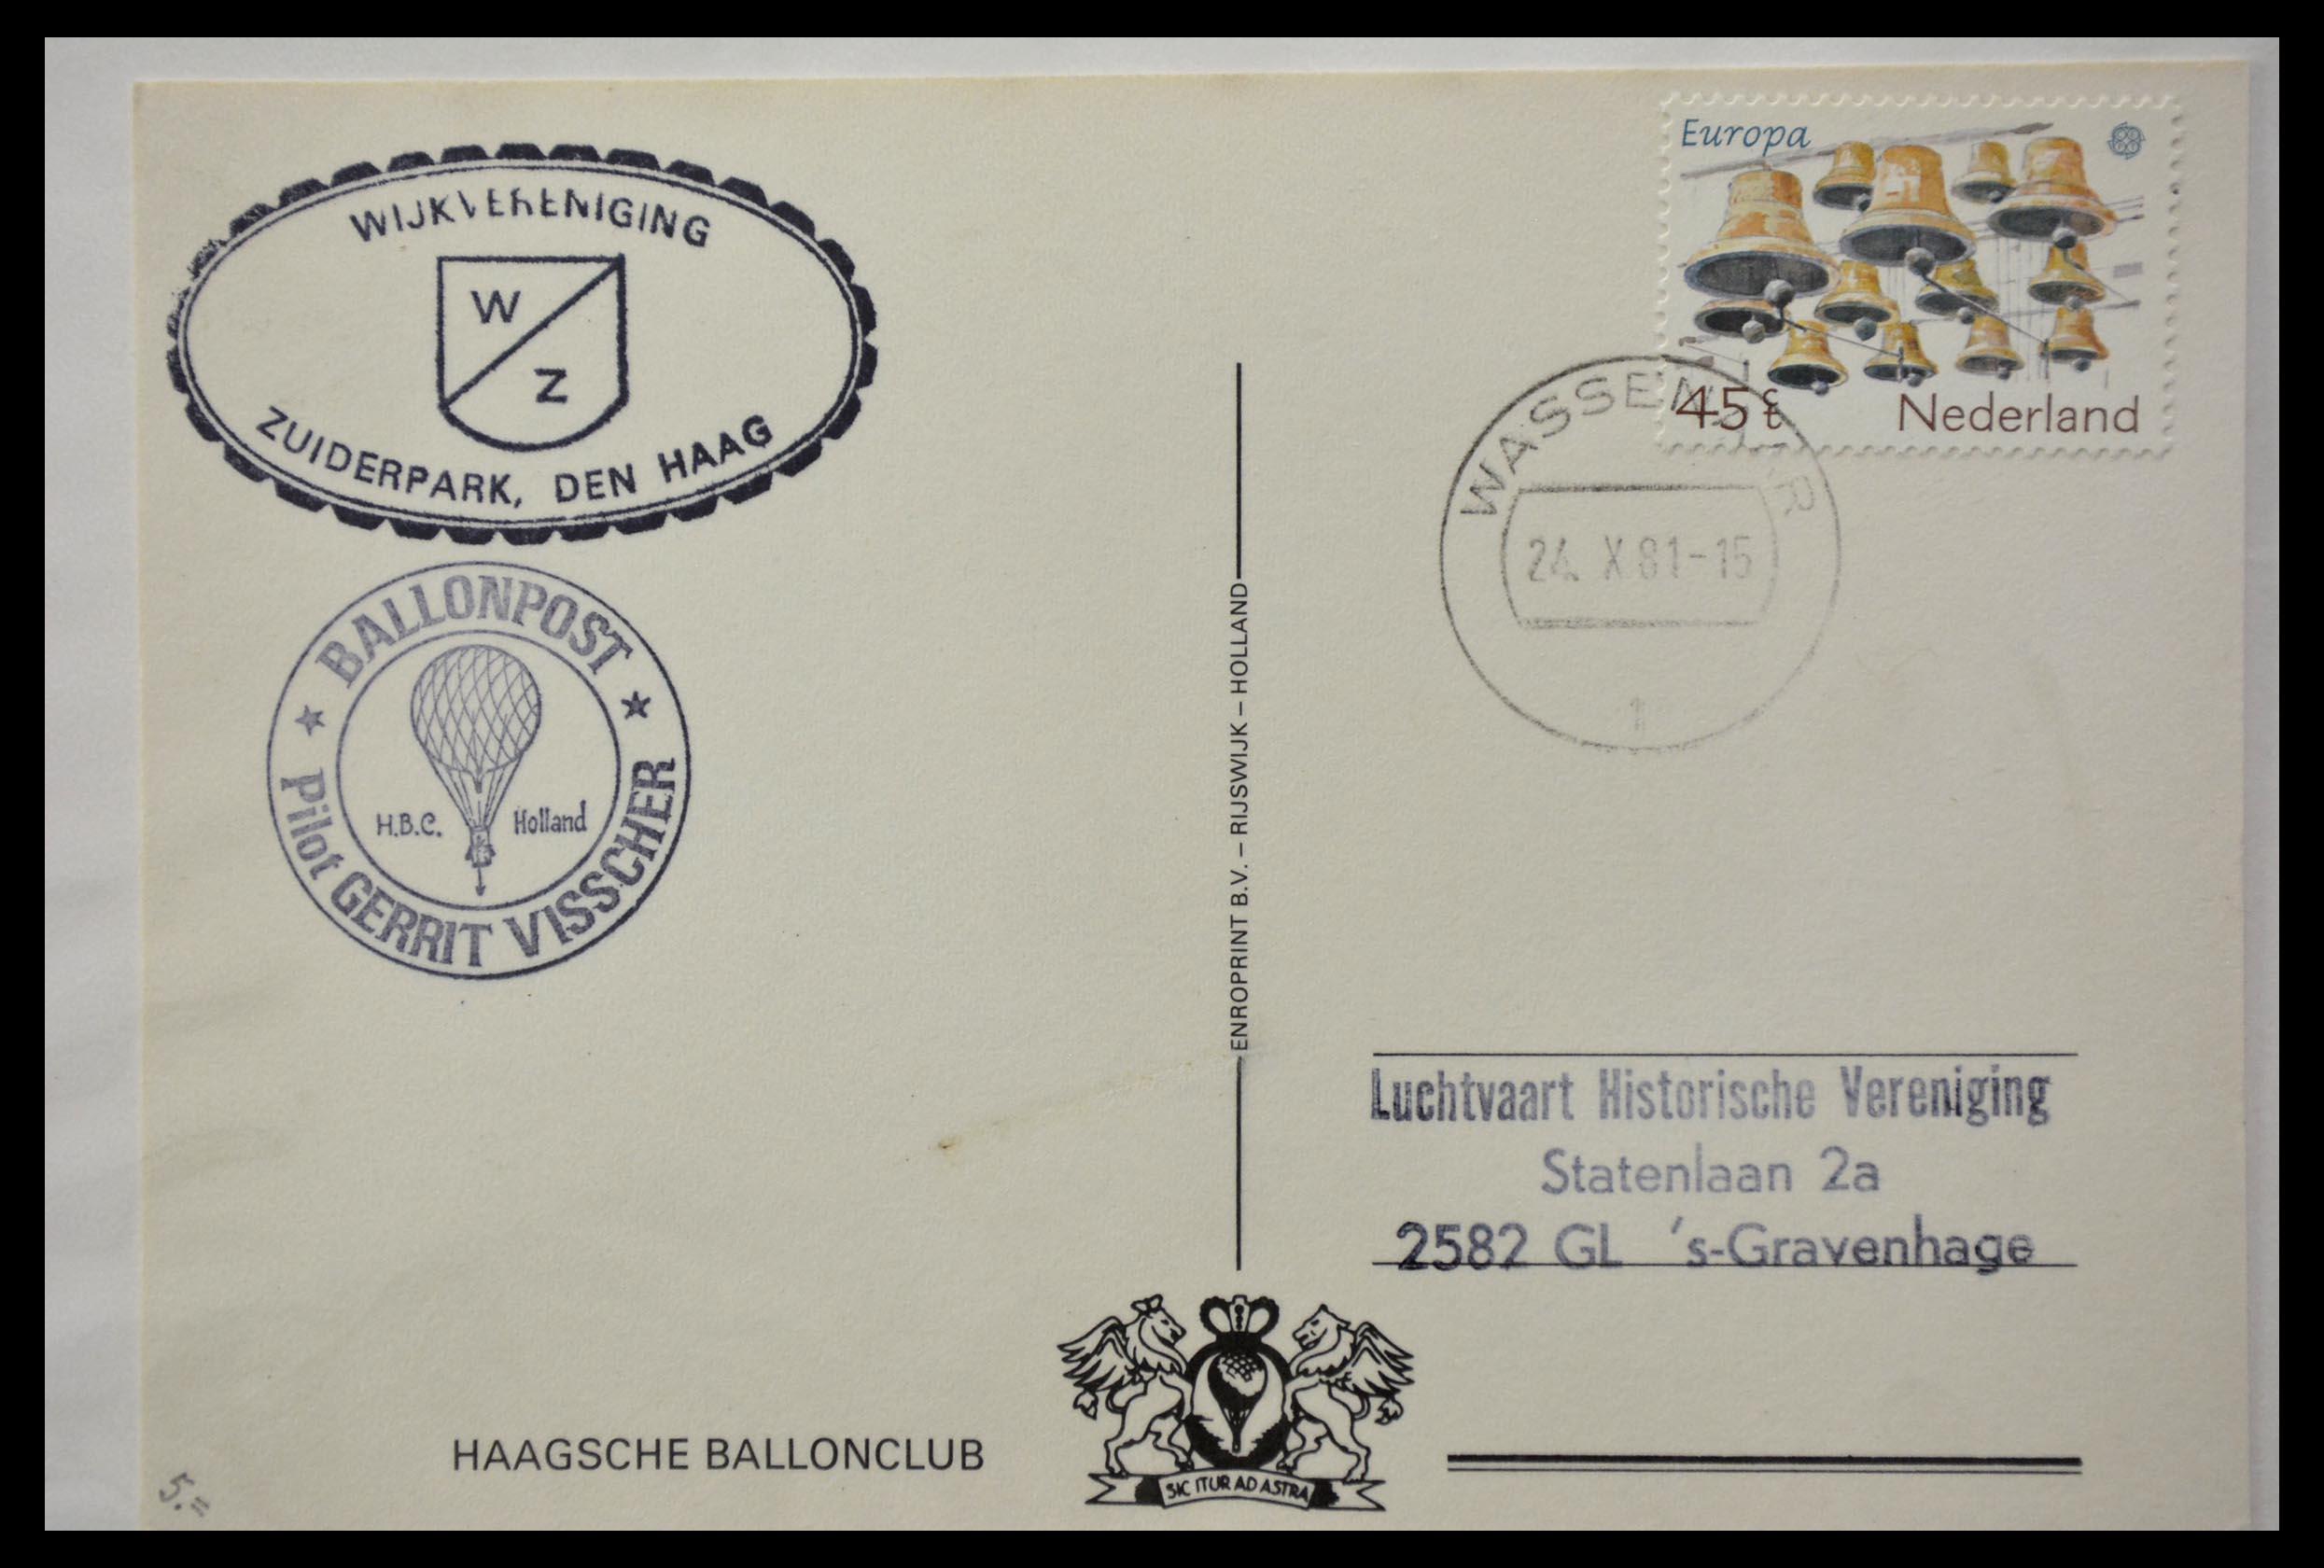 WIJKVERENIGING
W
Z
ZUIDERPARK, DEN HAAG
BALLONPOST
H.B.C. Holland
Pilot GERRIT VISSCHER
Europa
45 c
Nederland
24. X.81-15
1
ENROPRINT B.V. – RIJSWIJK – HOLLAND
Luchtvaart Historische Vereniging
Statenlaan 2a
2582 GL 's-Gravenhage
HAAGSCHE BALLONCLUB
SIC ITUR AD ASTRA
5.=